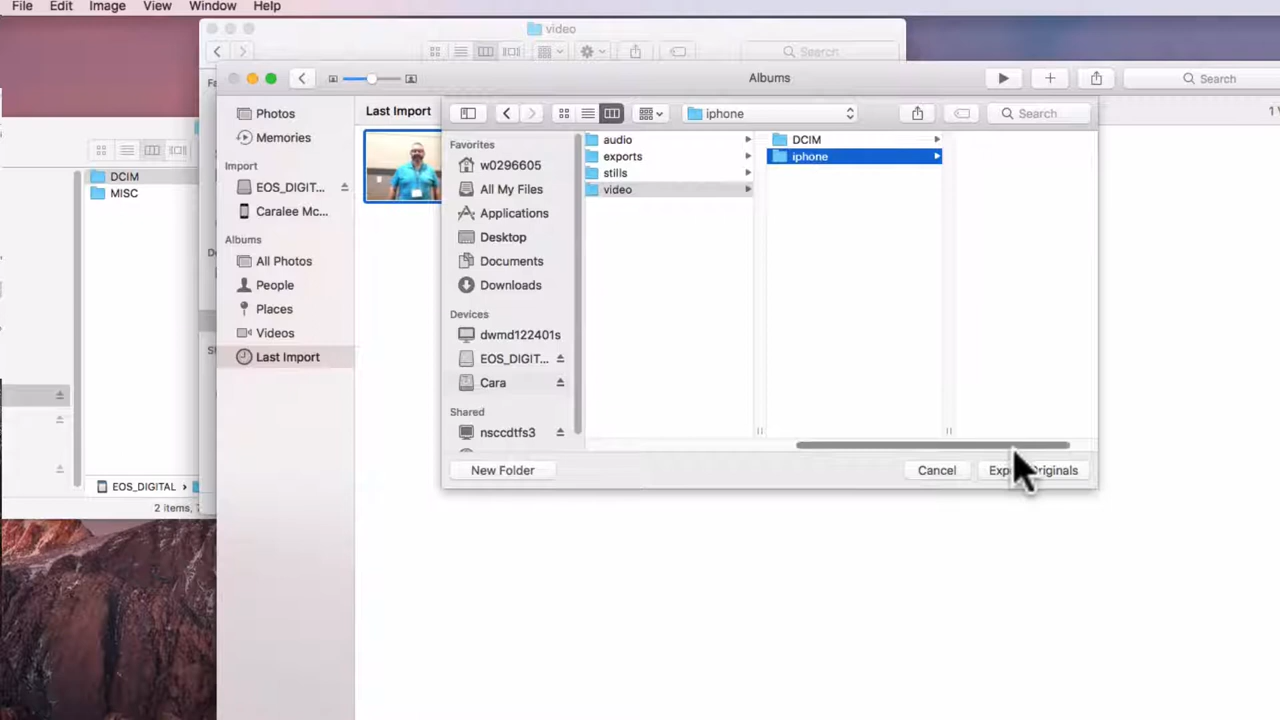 File Edit Image View Window Help
video
Search
Albums
Search
Photos
Memories
Import
EOS_DIGIT...
Caralee Mc...
Albums
All Photos
People
Places
Videos
Last Import
Last Import
1 V
iphone
Search
Favorites
w0296605
All My Files
Applications
Desktop
Documents
Downloads
Devices
dwmd122401s
EOS_DIGIT...
Cara
Shared
nsccdtfs3
audio
exports
stills
video
DCIM
iphone
New Folder
Cancel
Exp riginals
DCIM
MISC
EOS_DIGITAL
2 items,